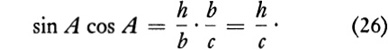 sin A cos A = h/b · b/c = h/c · (26)